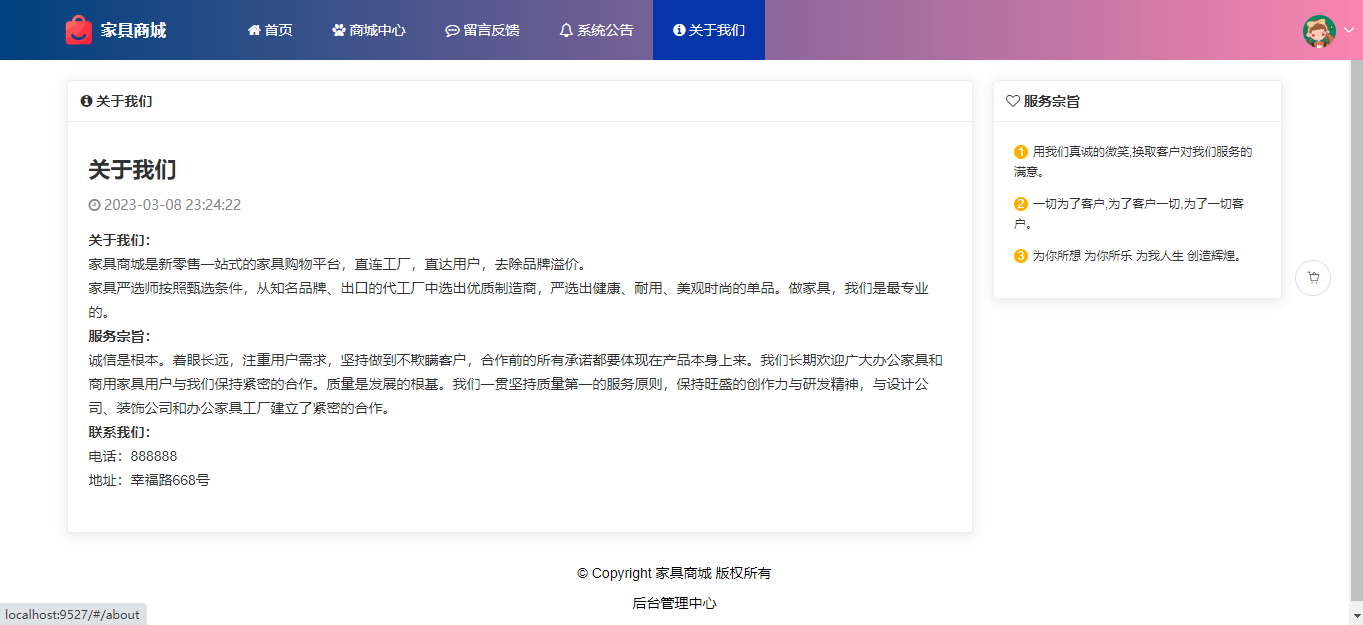 家具商城
首页
商城中心
留言反馈
系统公告
关于我们
关于我们
关于我们
2023-03-08 23:24:22
关于我们：
家具商城是新零售一站式的家具购物平台，直连工厂，直达用户，去除品牌溢价。
家具严选师按照甄选条件，从知名品牌、出口的代工厂中选出优质制造商，严选出健康、耐用、美观时尚的单品。做家具，我们是最专业
的。
服务宗旨：
诚信是根本。着眼长远，注重用户需求，坚持做到不欺瞒客户，合作前的所有承诺都要体现在产品本身上来。我们长期欢迎广大办公家具和
商用家具用户与我们保持紧密的合作。质量是发展的根基。我们一贯坚持质量第一的服务原则，保持旺盛的创作力与研发精神，与设计公
司、装饰公司和办公家具工厂建立了紧密的合作。
联系我们：
电话：888888
地址：幸福路668号
服务宗旨
1 用我们真诚的微笑,换取客户对我们服务的
满意。
2 一切为了客户,为了客户一切,为了一切客
户。
3 为你所想 为你所乐 为我人生 创造辉煌。
© Copyright 家具商城 版权所有
后台管理中心
localhost:9527/#/about